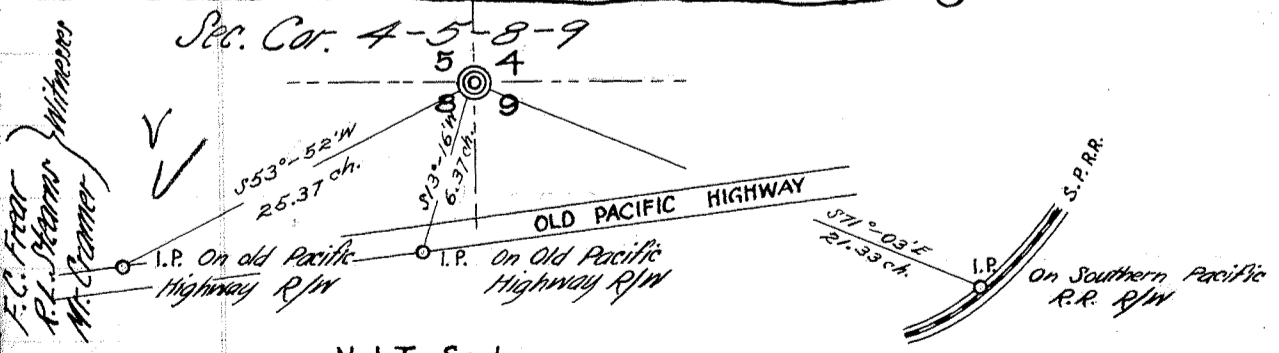 Sec. Cor. 4-5-8-9
5 4
8 9
F.C. Frear
R.L. Stearns
Mr. Cramer
Witnesses
S53°-52'W
25.37 ch.
S13°-16'W
6.37 ch.
OLD PACIFIC HIGHWAY
S71°-03'E
21.33 ch.
S.P.R.R.
I.P. On old Pacific
Highway R/W
I.P. On Old Pacific
Highway R/W
I.P.
On Southern Pacific
R.R. R/W